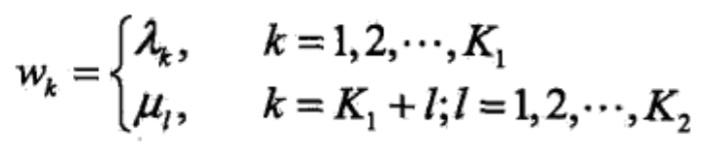 w_k = { λ_k, k = 1,2,⋯,K_1
μ_l, k = K_1 + l; l = 1,2,⋯,K_2